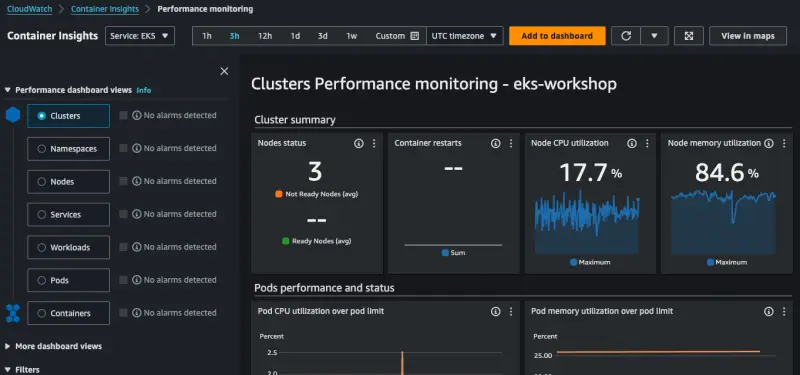 CloudWatch > Container Insights > Performance monitoring
Container Insights Service: EKS 1h 3h 12h 1d 3d 1w Custom UTC timezone Add to dashboard View in maps
Performance dashboard views Info
Clusters No alarms detected
Namespaces No alarms detected
Nodes No alarms detected
Services No alarms detected
Workloads No alarms detected
Pods No alarms detected
Containers No alarms detected
More dashboard views
Filters
Clusters Performance monitoring - eks-workshop
Cluster summary
Nodes status
3
Not Ready Nodes (avg)
--
Ready Nodes (avg)
Container restarts
--
Sum
Node CPU utilization
17.7 %
Maximum
Node memory utilization
84.6 %
Maximum
Pods performance and status
Pod CPU utilization over pod limit
Percent
2.5
2.0
Pod memory utilization over pod limit
Percent
25.00